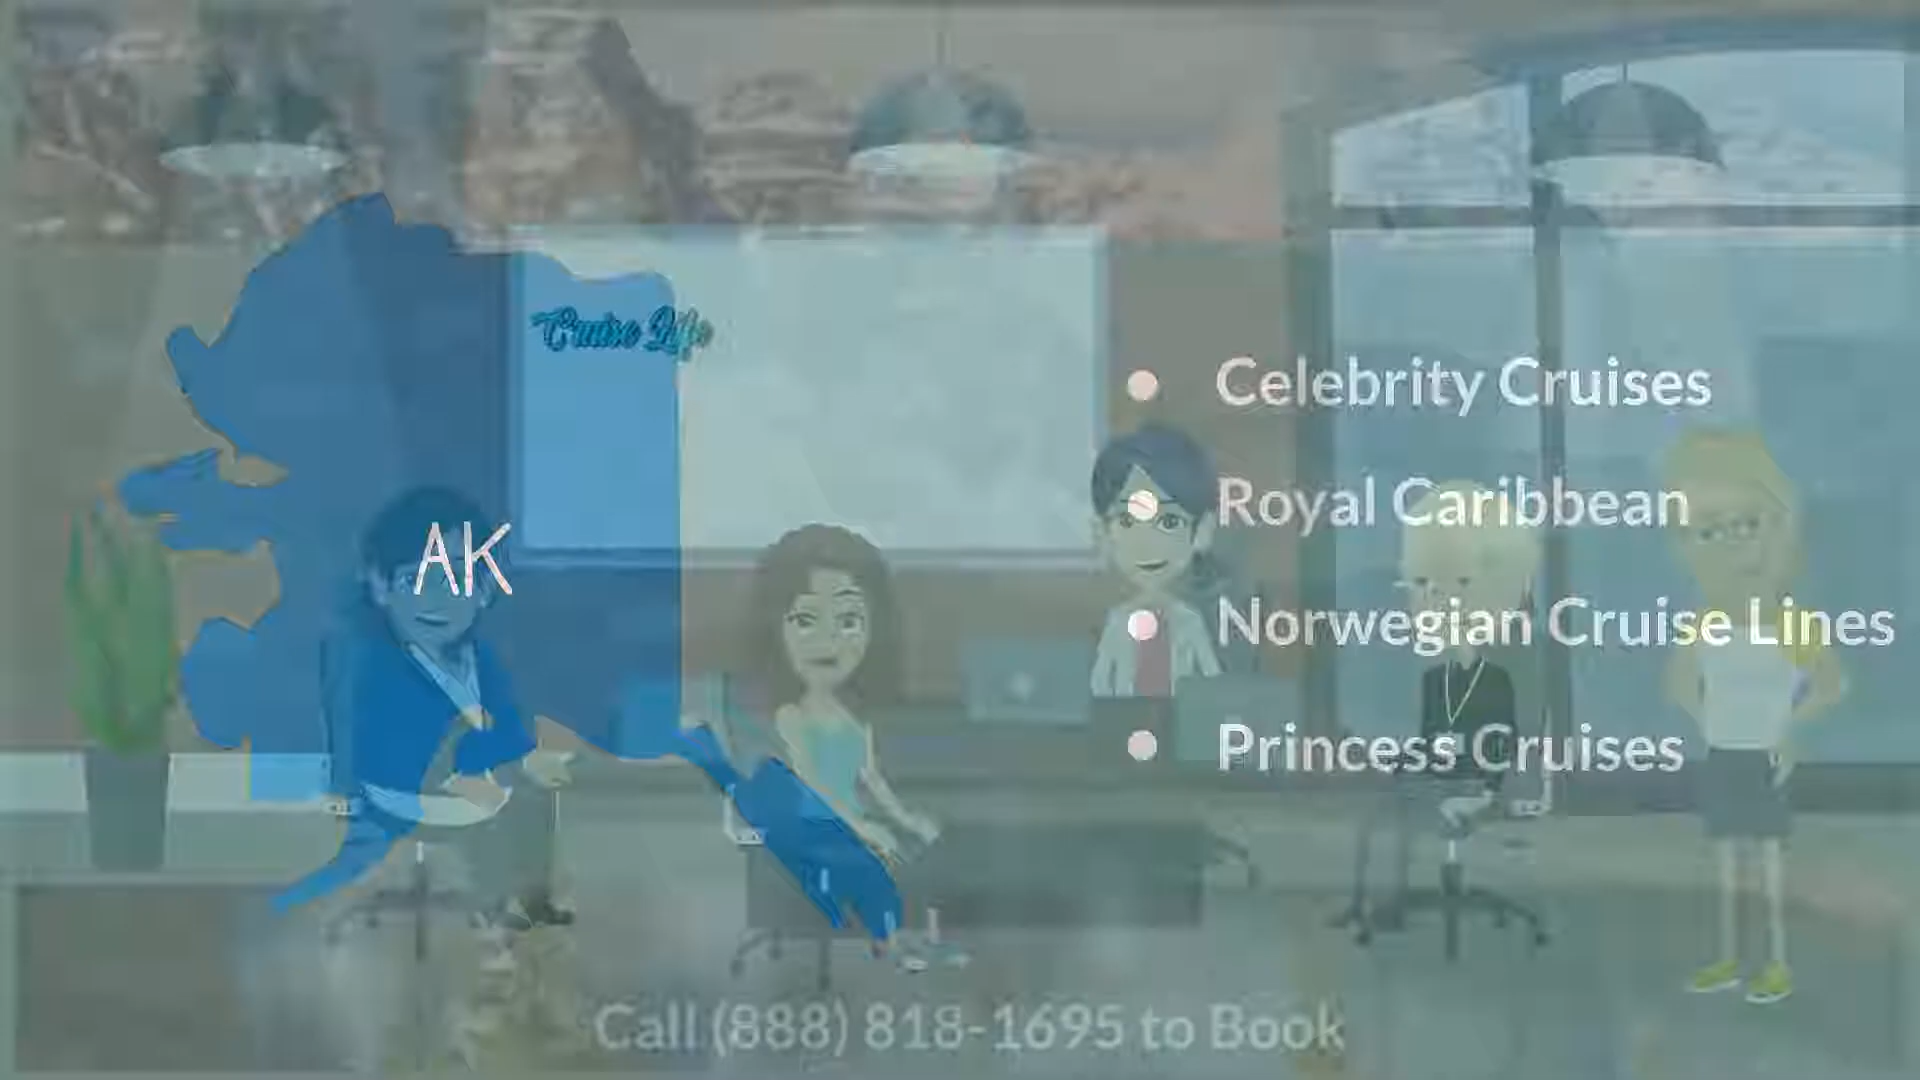 Cruise Life
Celebrity Cruises
Royal Caribbean
AK
Norwegian Cruise Lines
Princess Cruises
Call (888) 818-1695 to Book